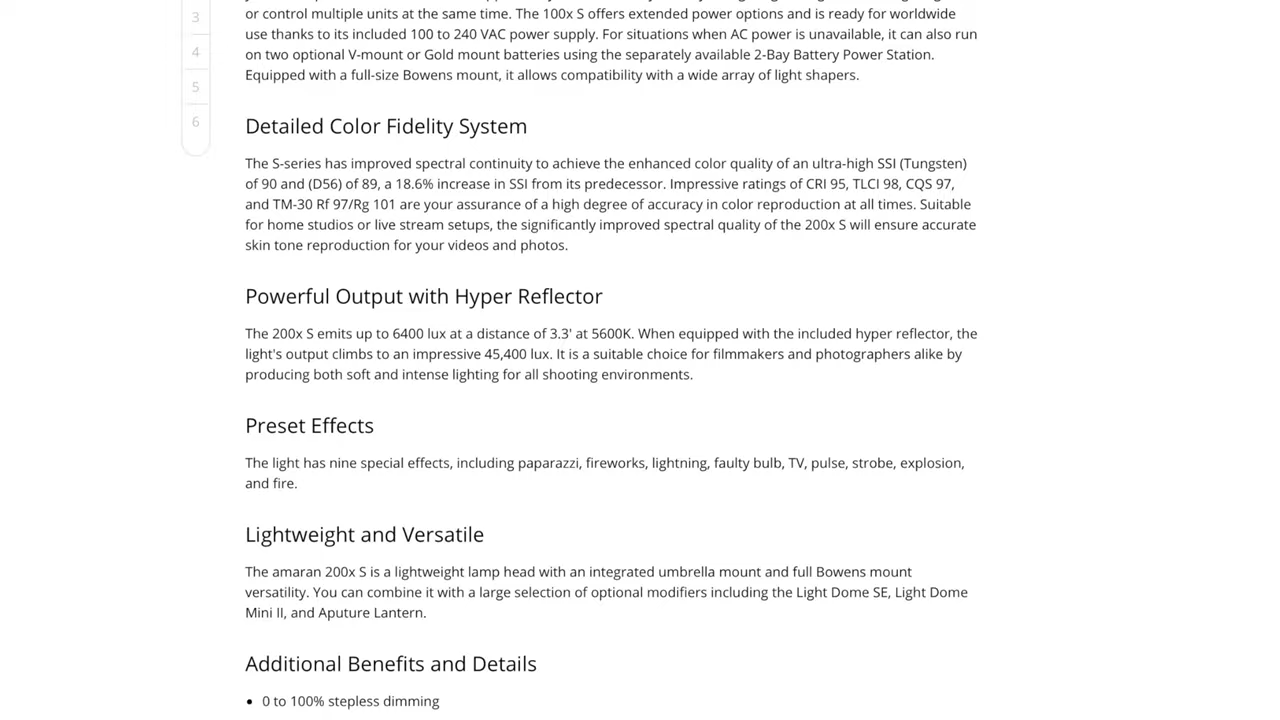 3
4
5
6
or control multiple units at the same time. The 100x S offers extended power options and is ready for worldwide
use thanks to its included 100 to 240 VAC power supply. For situations when AC power is unavailable, it can also run
on two optional V-mount or Gold mount batteries using the separately available 2-Bay Battery Power Station.
Equipped with a full-size Bowens mount, it allows compatibility with a wide array of light shapers.
Detailed Color Fidelity System
The S-series has improved spectral continuity to achieve the enhanced color quality of an ultra-high SSI (Tungsten)
of 90 and (D56) of 89, a 18.6% increase in SSI from its predecessor. Impressive ratings of CRI 95, TLCI 98, CQS 97,
and TM-30 Rf 97/Rg 101 are your assurance of a high degree of accuracy in color reproduction at all times. Suitable
for home studios or live stream setups, the significantly improved spectral quality of the 200x S will ensure accurate
skin tone reproduction for your videos and photos.
Powerful Output with Hyper Reflector
The 200x S emits up to 6400 lux at a distance of 3.3' at 5600K. When equipped with the included hyper reflector, the
light's output climbs to an impressive 45,400 lux. It is a suitable choice for filmmakers and photographers alike by
producing both soft and intense lighting for all shooting environments.
Preset Effects
The light has nine special effects, including paparazzi, fireworks, lightning, faulty bulb, TV, pulse, strobe, explosion,
and fire.
Lightweight and Versatile
The amaran 200x S is a lightweight lamp head with an integrated umbrella mount and full Bowens mount
versatility. You can combine it with a large selection of optional modifiers including the Light Dome SE, Light Dome
Mini II, and Aputure Lantern.
Additional Benefits and Details
• 0 to 100% stepless dimming